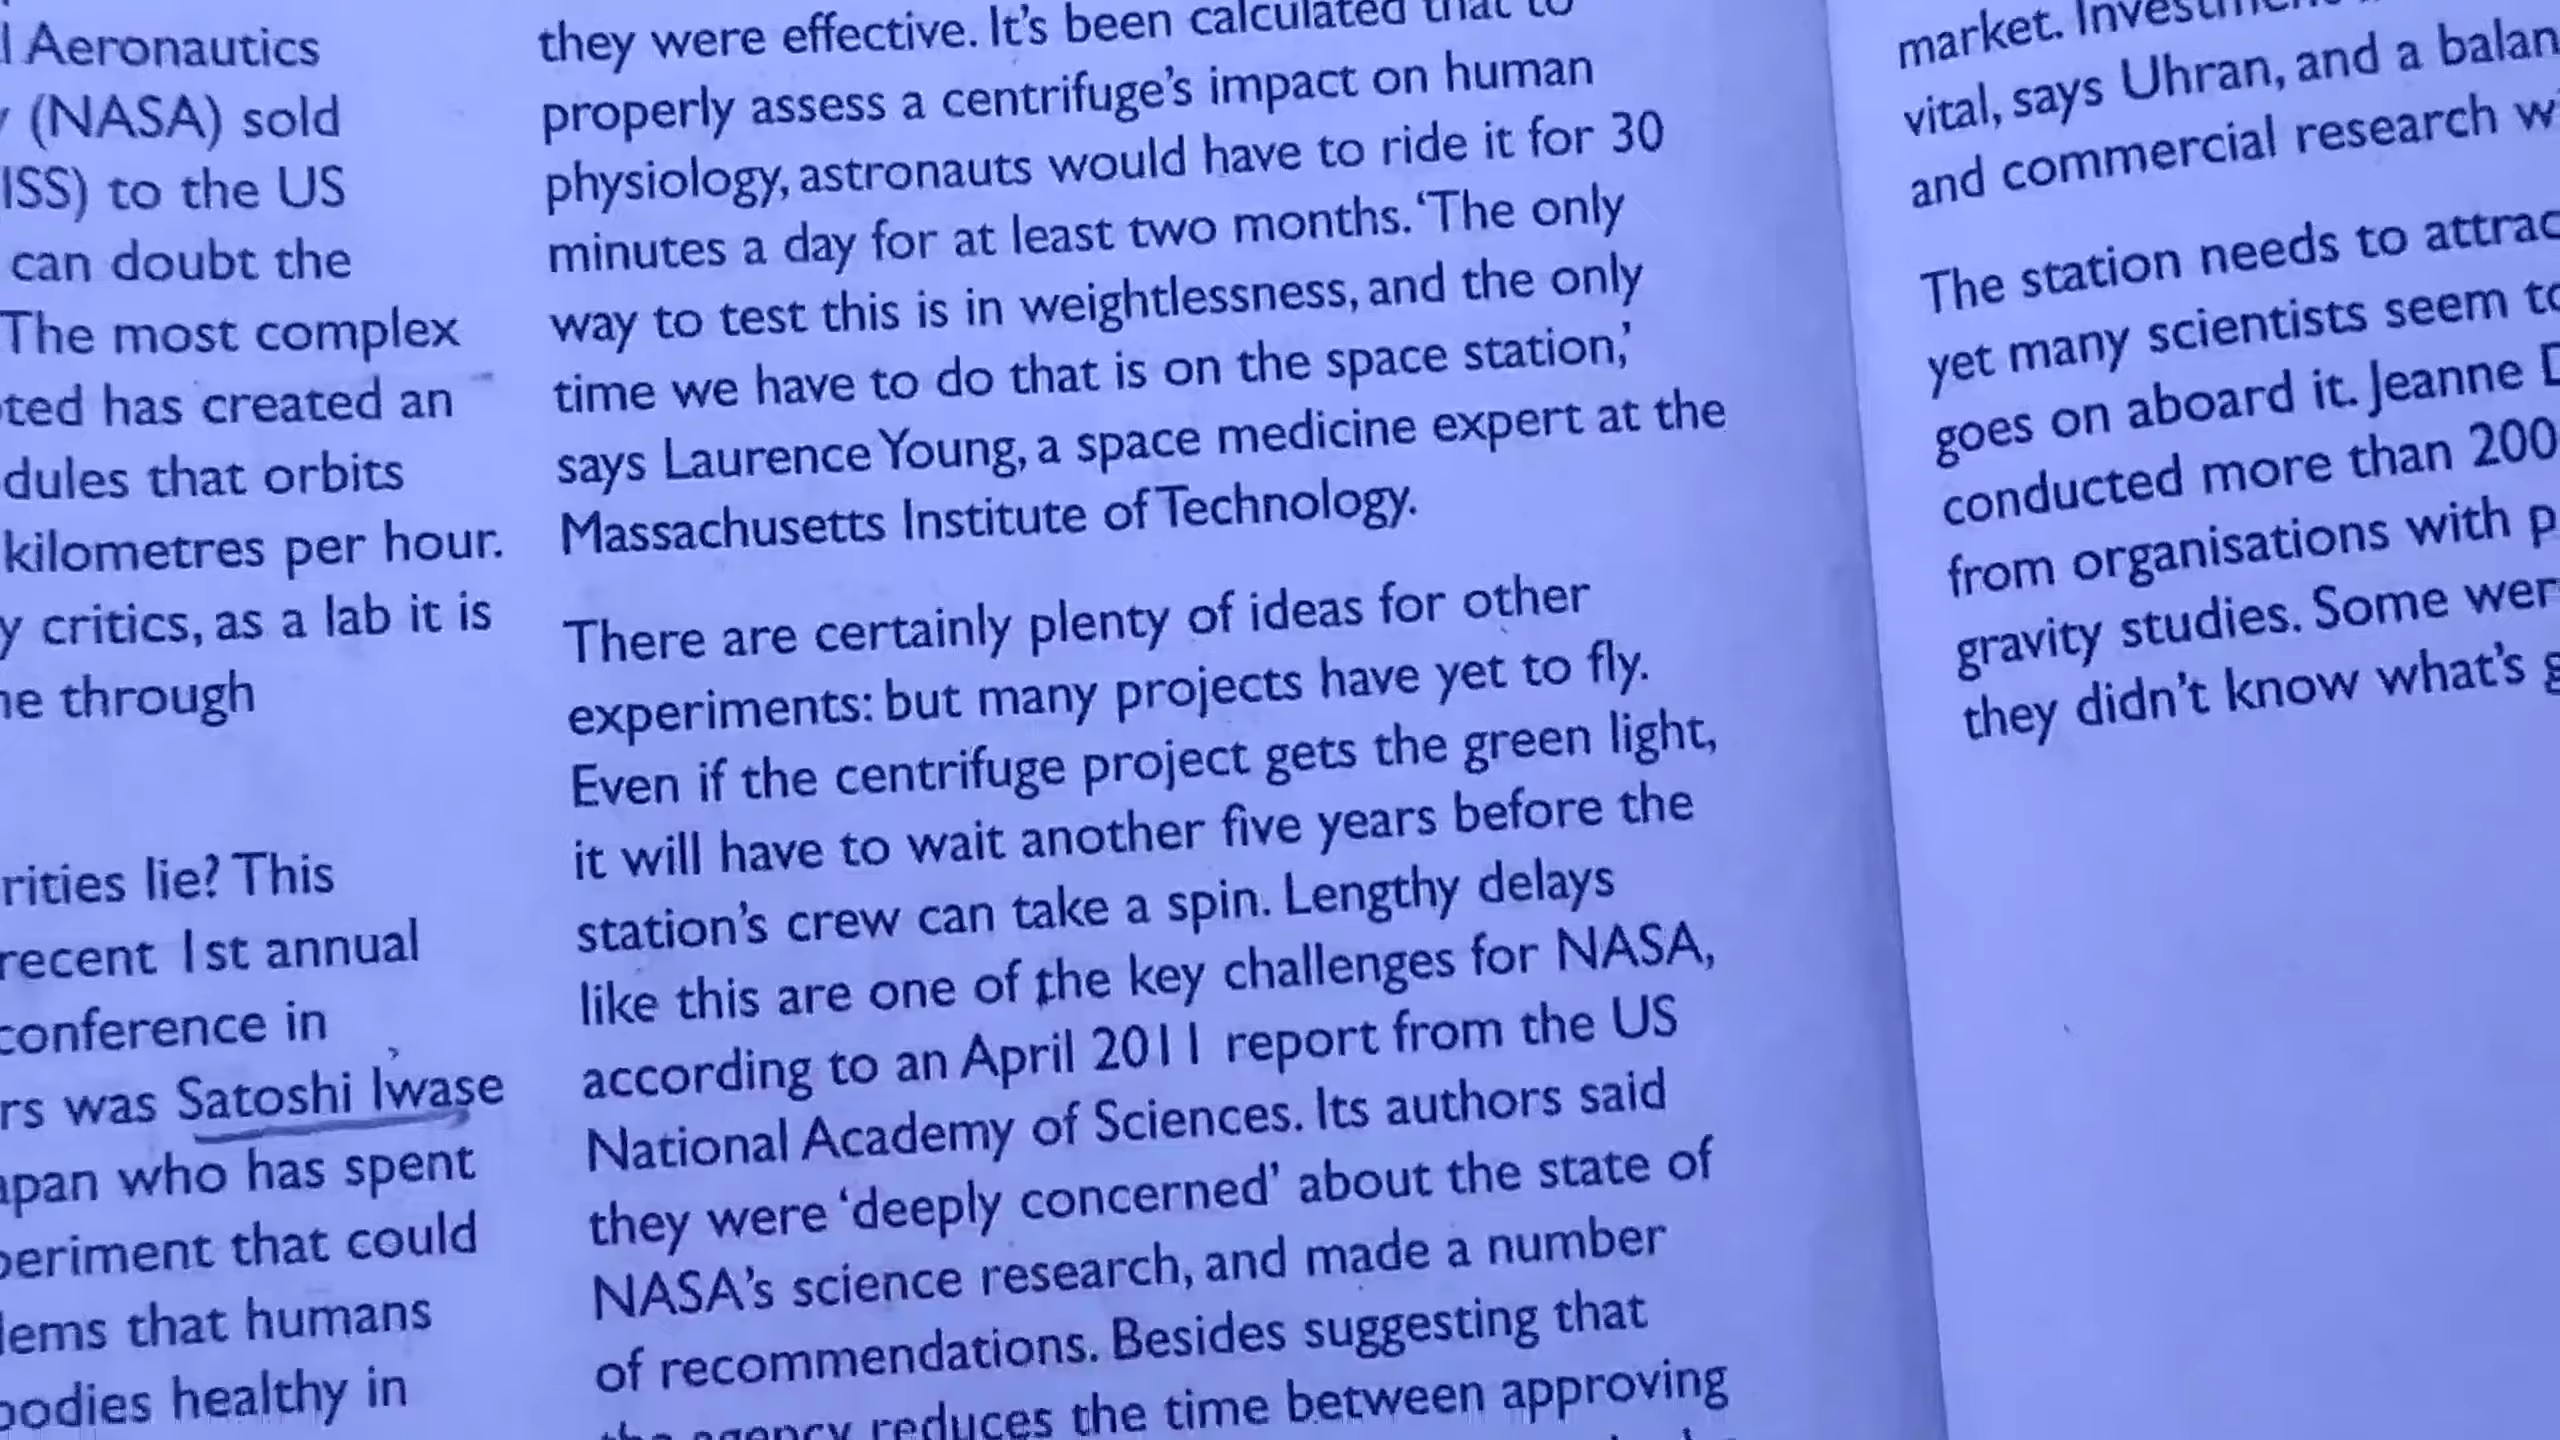 Aeronautics
(NASA) sold
ISS) to the US
can doubt the
The most complex
has created an
that orbits
kilometres per hour.
critics, as a lab it is
through
lie? This
recent 1st annual
conference in
was Satoshi Iwase
who has spent
that could
that humans
healthy in
they were effective. It's been calculated that to
properly assess a centrifuge's impact on human
physiology, astronauts would have to ride it for 30
minutes a day for at least two months. 'The only
way to test this is in weightlessness, and the only
time we have to do that is on the space station,'
says Laurence Young, a space medicine expert at the
Massachusetts Institute of Technology.
There are certainly plenty of ideas for other
experiments: but many projects have yet to fly.
Even if the centrifuge project gets the green light,
it will have to wait another five years before the
station's crew can take a spin. Lengthy delays
like this are one of the key challenges for NASA,
according to an April 2011 report from the US
National Academy of Sciences. Its authors said
they were 'deeply concerned' about the state of
NASA's science research, and made a number
of recommendations. Besides suggesting that
the agency reduces the time between approving
market.
vital, says Uhran, and a
and commercial research
The station needs to
yet many scientists seem
goes on aboard it. Jeanne
conducted more than 200
from organisations with
gravity studies. Some
they didn't know what's